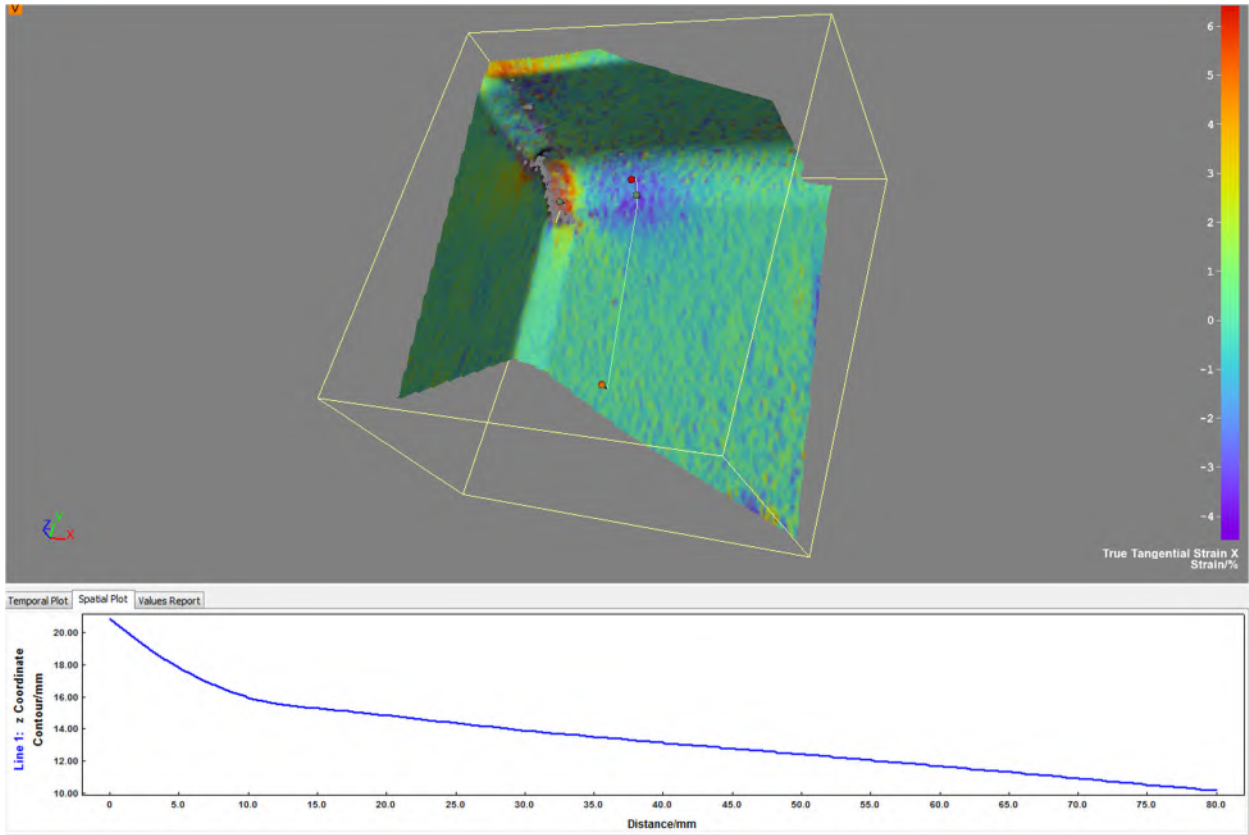 V
6
5
4
3
2
1
0
-1
-2
-3
-4
True Tangential Strain X
Strain/%
Z Y X
Temporal Plot Spatial Plot Values Report
Line 1: z Coordinate
Contour/mm
20.00
18.00
16.00
14.00
12.00
10.00
0 5.0 10.0 15.0 20.0 25.0 30.0 35.0 40.0 45.0 50.0 55.0 60.0 65.0 70.0 75.0 80.0
Distance/mm